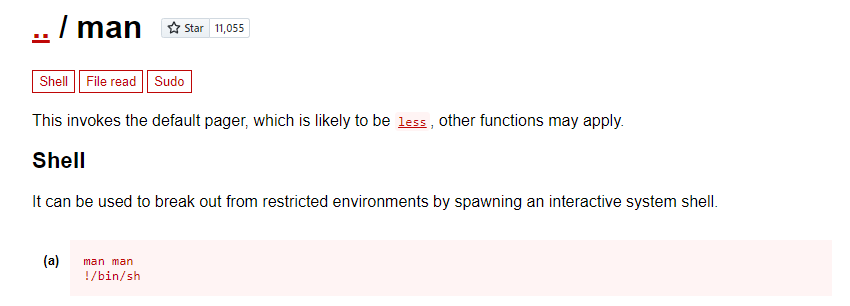 .. / man Star 11,055
Shell File read Sudo
This invokes the default pager, which is likely to be less , other functions may apply.
Shell
It can be used to break out from restricted environments by spawning an interactive system shell.
(a) man man
!/bin/sh